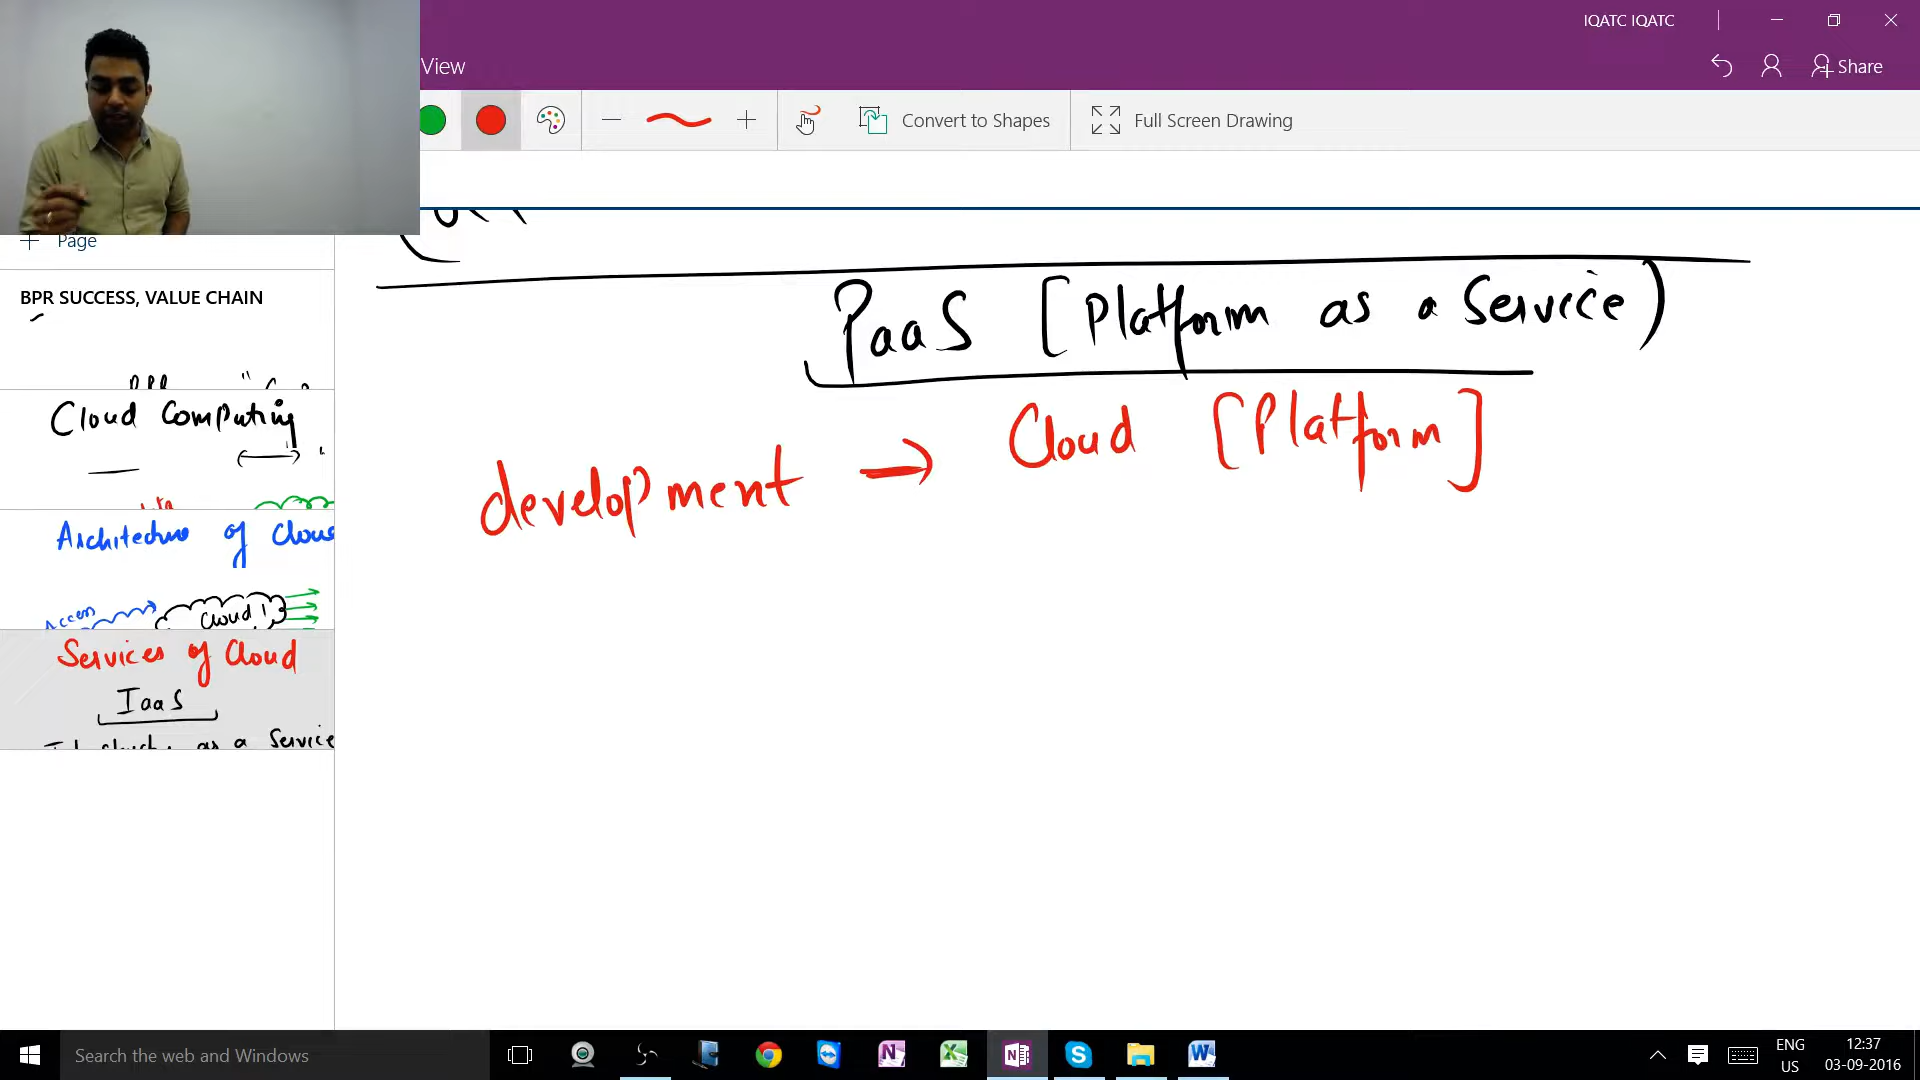 IQATC IQATC
View
Share
Convert to Shapes
Full Screen Drawing
Page
BPR SUCCESS, VALUE CHAIN
Cloud Computing
Architecture of Cloud
Access
Cloud
Services of Cloud
IaaS
as a Service
PaaS [Platform as a Service)
Cloud [Platform]
development →
Search the web and Windows
ENG
US
12:37
03-09-2016